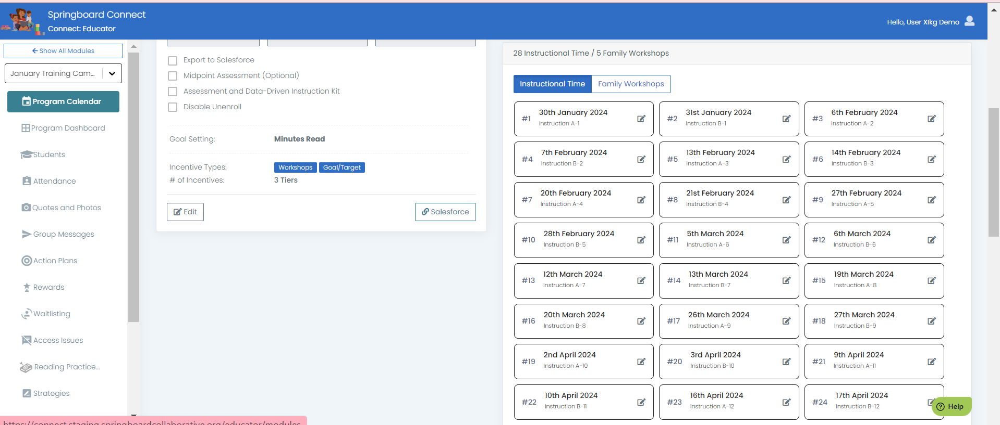 Springboard Connect
Connect: Educator
Hello, User Xlkg Demo
Show All Modules
January Training Cam...
Program Calendar
Program Dashboard
Students
Attendance
Quotes and Photos
Group Messages
Action Plans
Rewards
Waitlisting
Access Issues
Reading Practice...
Strategies
https://connect.staging.springboardcollaborative.org/educator/modules
Export to Salesforce
Midpoint Assessment (Optional)
Assessment and Data-Driven Instruction Kit
Disable Unenroll
Goal Setting: Minutes Read
Incentive Types: Workshops Goal/Target
# of Incentives: 3 Tiers
Edit Salesforce
28 Instructional Time / 5 Family Workshops
Instructional Time Family Workshops
#1 30th January 2024
Instruction A-1
#2 31st January 2024
Instruction B-1
#3 6th February 2024
Instruction A-2
#4 7th February 2024
Instruction B-2
#5 13th February 2024
Instruction A-3
#6 14th February 2024
Instruction B-3
#7 20th February 2024
Instruction A-4
#8 21st February 2024
Instruction B-4
#9 27th February 2024
Instruction A-5
#10 28th February 2024
Instruction B-5
#11 5th March 2024
Instruction A-6
#12 6th March 2024
Instruction B-6
#13 12th March 2024
Instruction A-7
#14 13th March 2024
Instruction B-7
#15 19th March 2024
Instruction A-8
#16 20th March 2024
Instruction B-8
#17 26th March 2024
Instruction A-9
#18 27th March 2024
Instruction B-9
#19 2nd April 2024
Instruction A-10
#20 3rd April 2024
Instruction B-10
#21 9th April 2024
Instruction A-11
#22 10th April 2024
Instruction B-11
#23 16th April 2024
Instruction A-12
#24 17th April 2024
Instruction B-12
Help